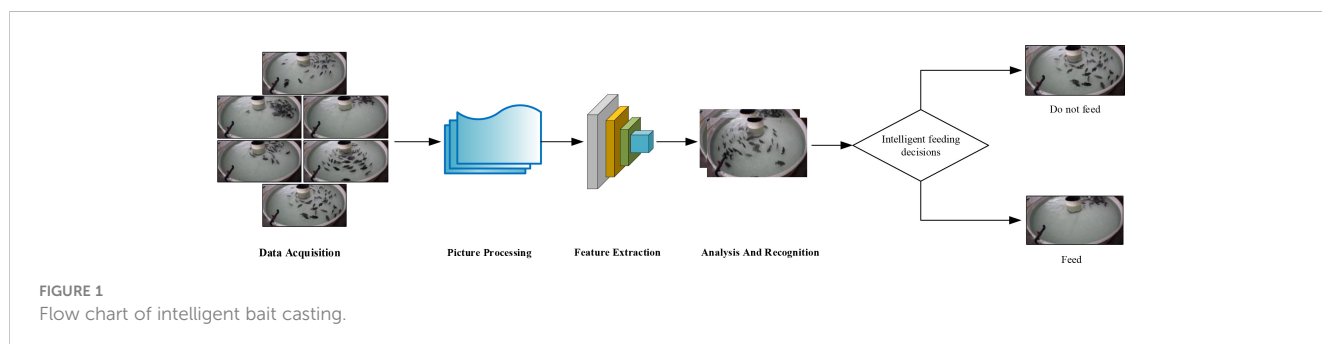 Do not feed
Intelligent feeding
decisions
Data Acquisition
Picture Processing
Feature Extraction
Analysis And Recognition
Feed
FIGURE 1
Flow chart of intelligent bait casting.